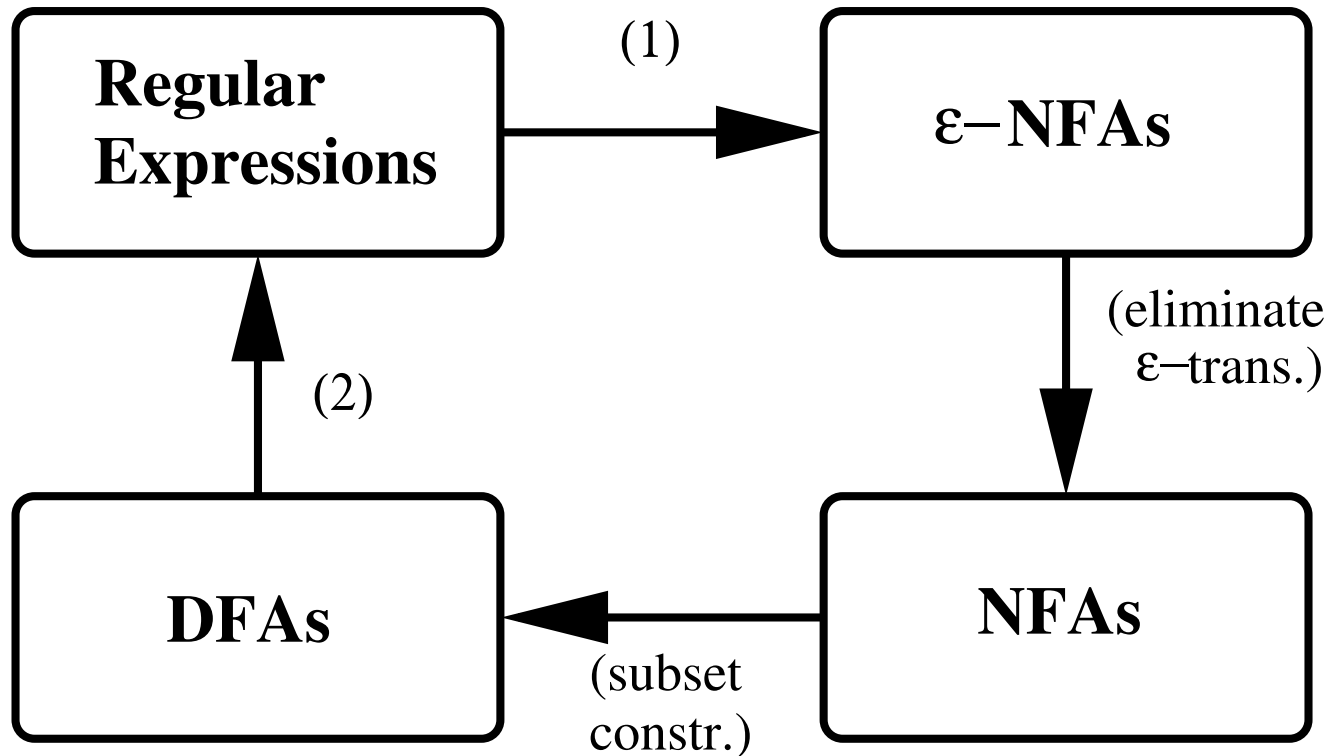 (1)
Regular
Expressions
ε–NFAs
(eliminate
ε–trans.)
(2)
DFAs
NFAs
(subset
constr.)